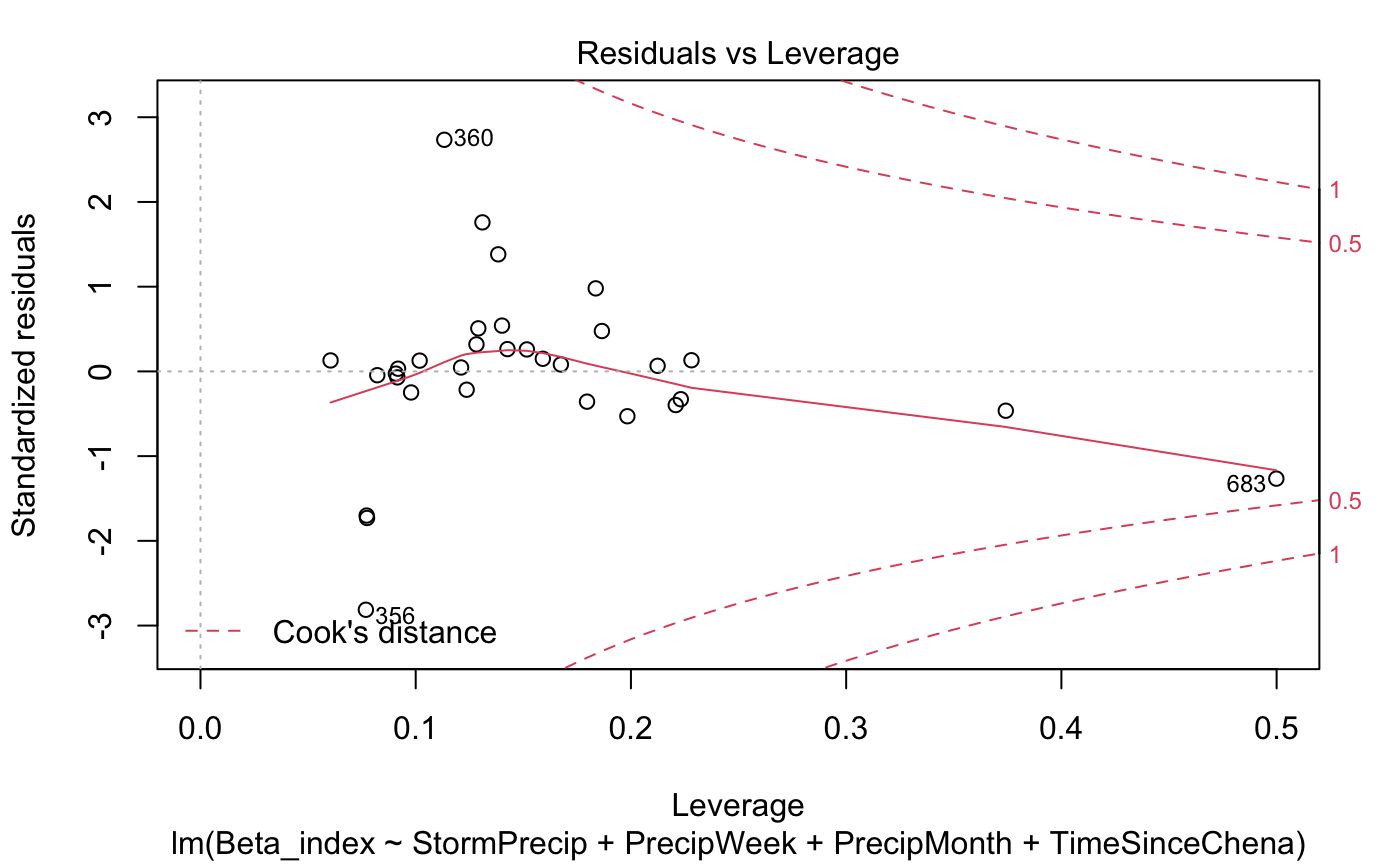 Residuals vs Leverage
Standardized residuals
3
2
1
0
-1
-2
-3
360
683
356
1
0.5
0.5
1
Cook's distance
0.0 0.1 0.2 0.3 0.4 0.5
Leverage
lm(Beta_index ~ StormPrecip + PrecipWeek + PrecipMonth + TimeSinceChena)